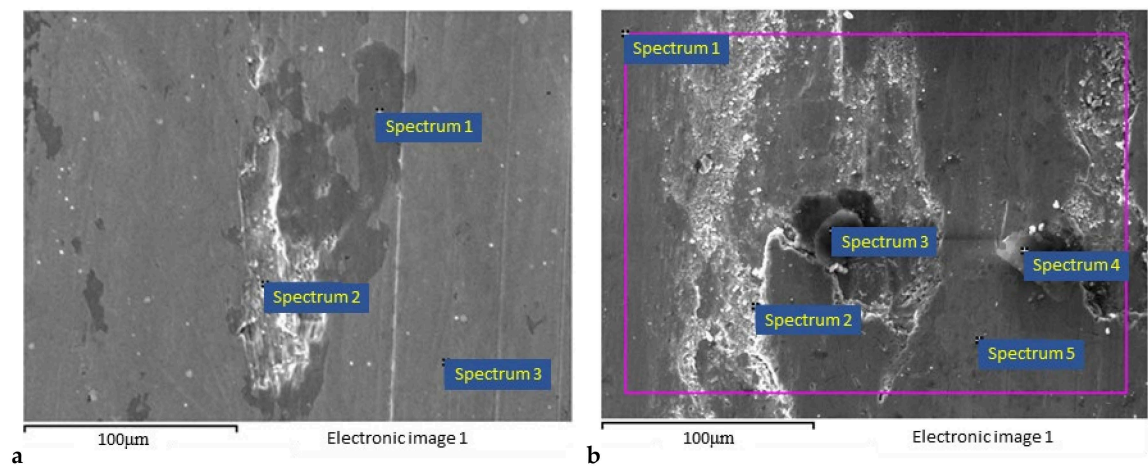 Spectrum 1
Spectrum 2
Spectrum 3
100μm
Electronic image 1
a
Spectrum 1
Spectrum 3
Spectrum 4
Spectrum 2
Spectrum 5
100μm
Electronic image 1
b